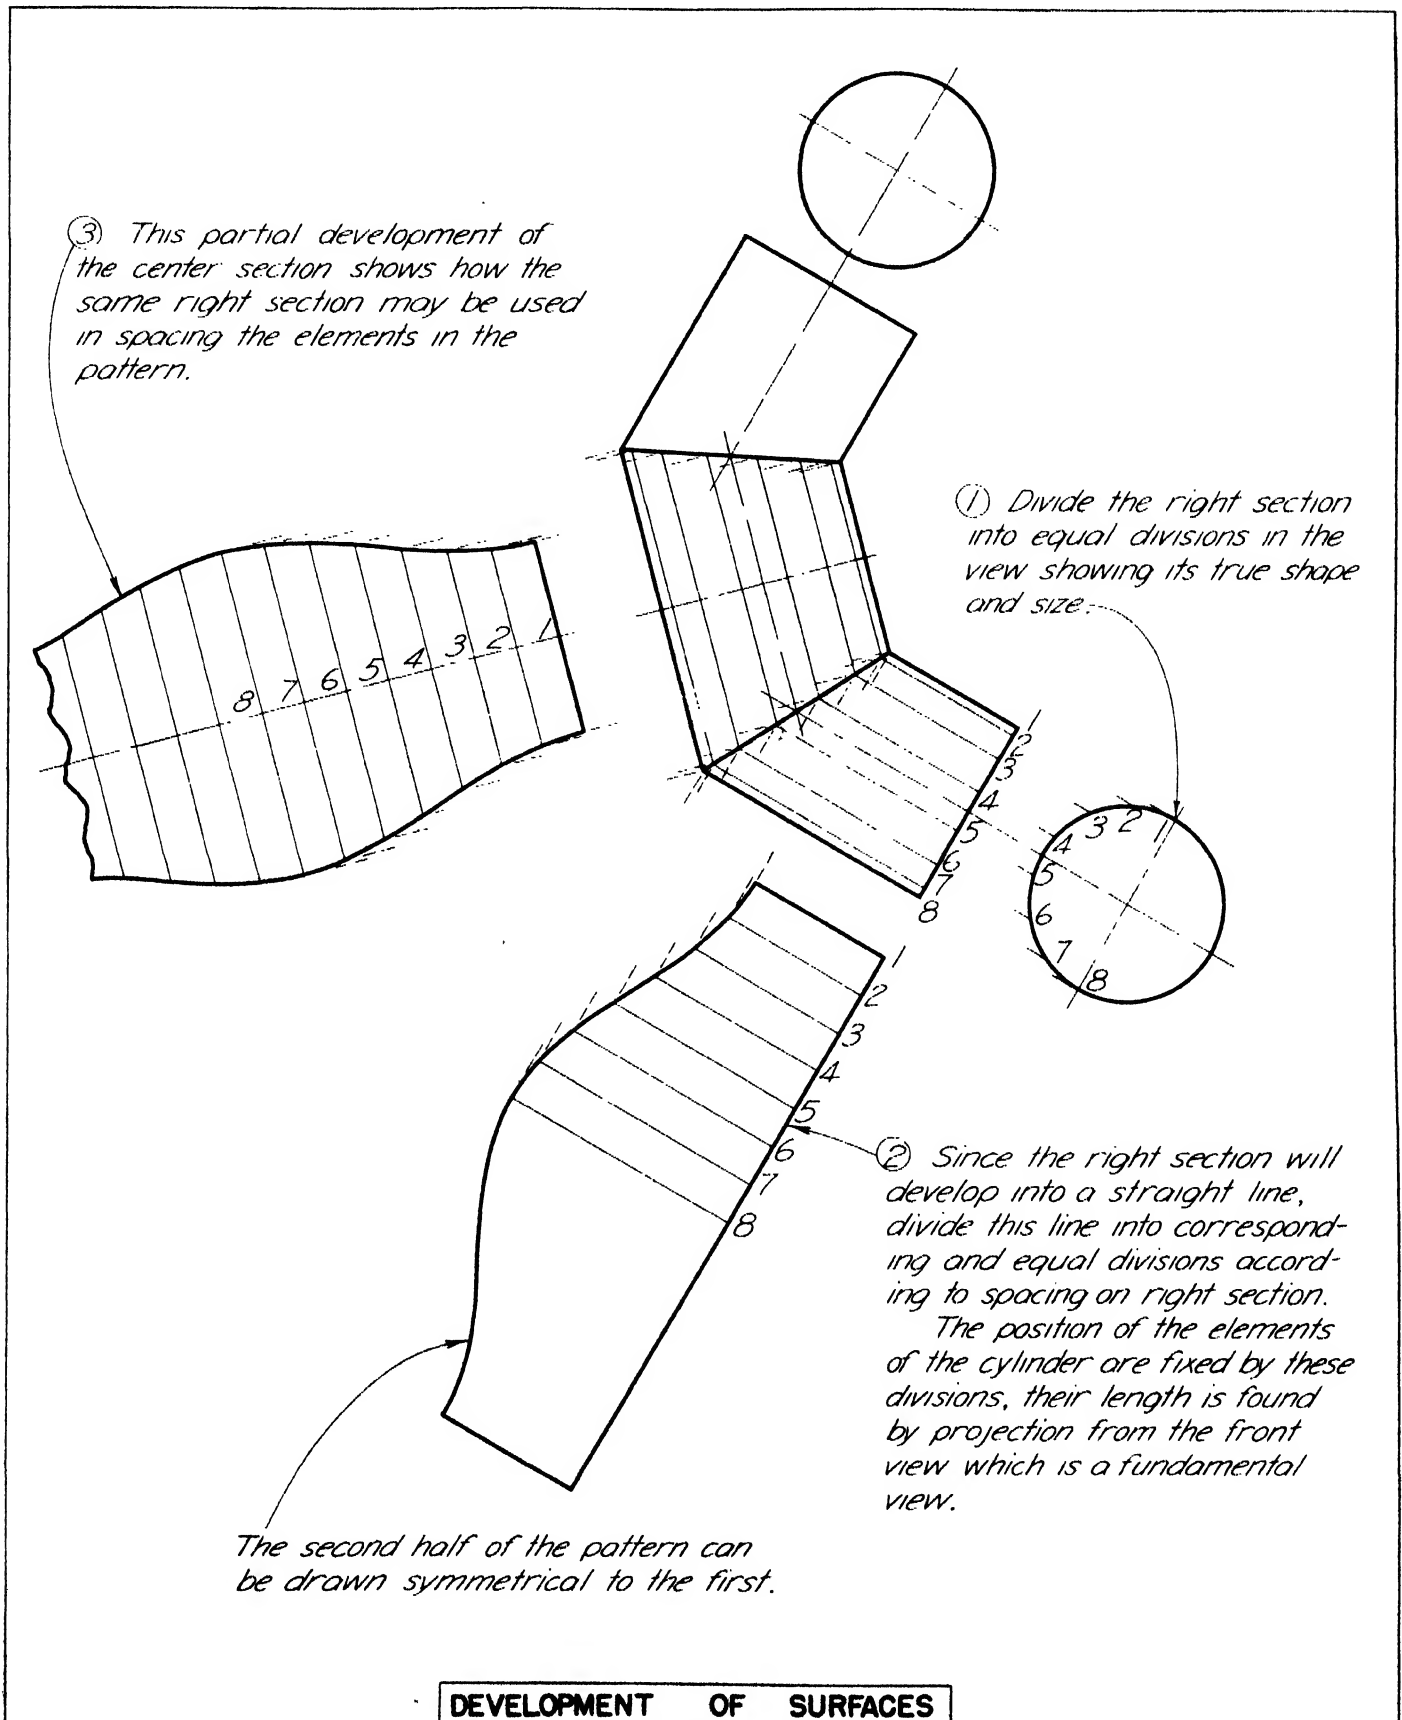 ③ This partial development of
the center section shows how the
same right section may be used
in spacing the elements in the
pattern.
① Divide the right section
into equal divisions in the
view showing its true shape
and size.
8 7 6 5 4 3 2 1
2
3
4
5
6
7
8
1
2
3
4
5
6
7
8
1
2
3
4
5
6
7
8
② Since the right section will
develop into a straight line,
divide this line into correspond-
ing and equal divisions accord-
ing to spacing on right section.
The position of the elements
of the cylinder are fixed by these
divisions, their length is found
by projection from the front
view which is a fundamental
view.
The second half of the pattern can
be drawn symmetrical to the first.
DEVELOPMENT OF SURFACES